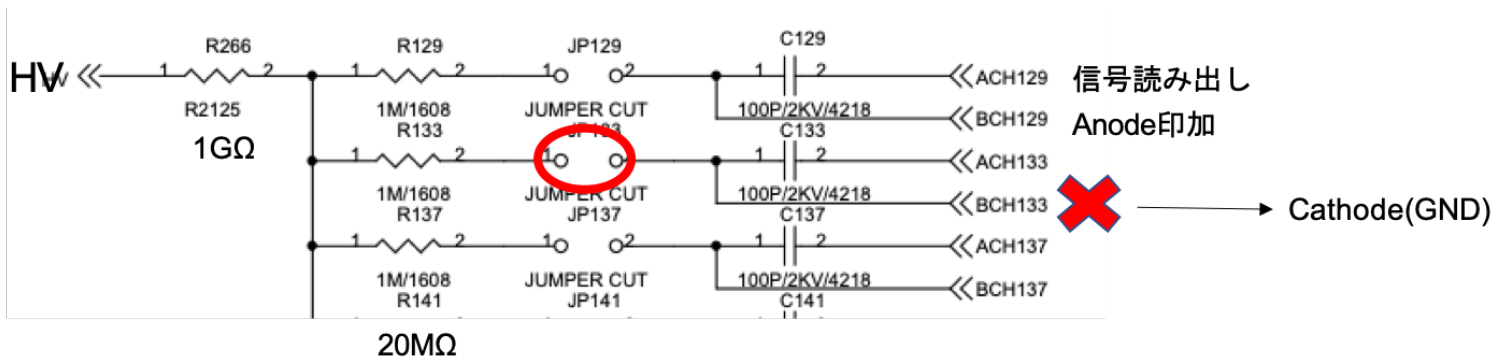 R266
R129
JP129
C129
HV
1
2
1
2
1
2
1
2
ACH129
信号読み出し
R2125
1M/1608
JUMPER CUT
100P/2KV/4218
BCH129
Anode印加
1GΩ
R133
JP133
C133
1
2
1
2
1
2
ACH133
1M/1608
JUMPER CUT
100P/2KV/4218
BCH133
Cathode(GND)
R137
JP137
C137
1
2
1
2
1
2
ACH137
1M/1608
JUMPER CUT
100P/2KV/4218
BCH137
R141
JP141
C141
20MΩ